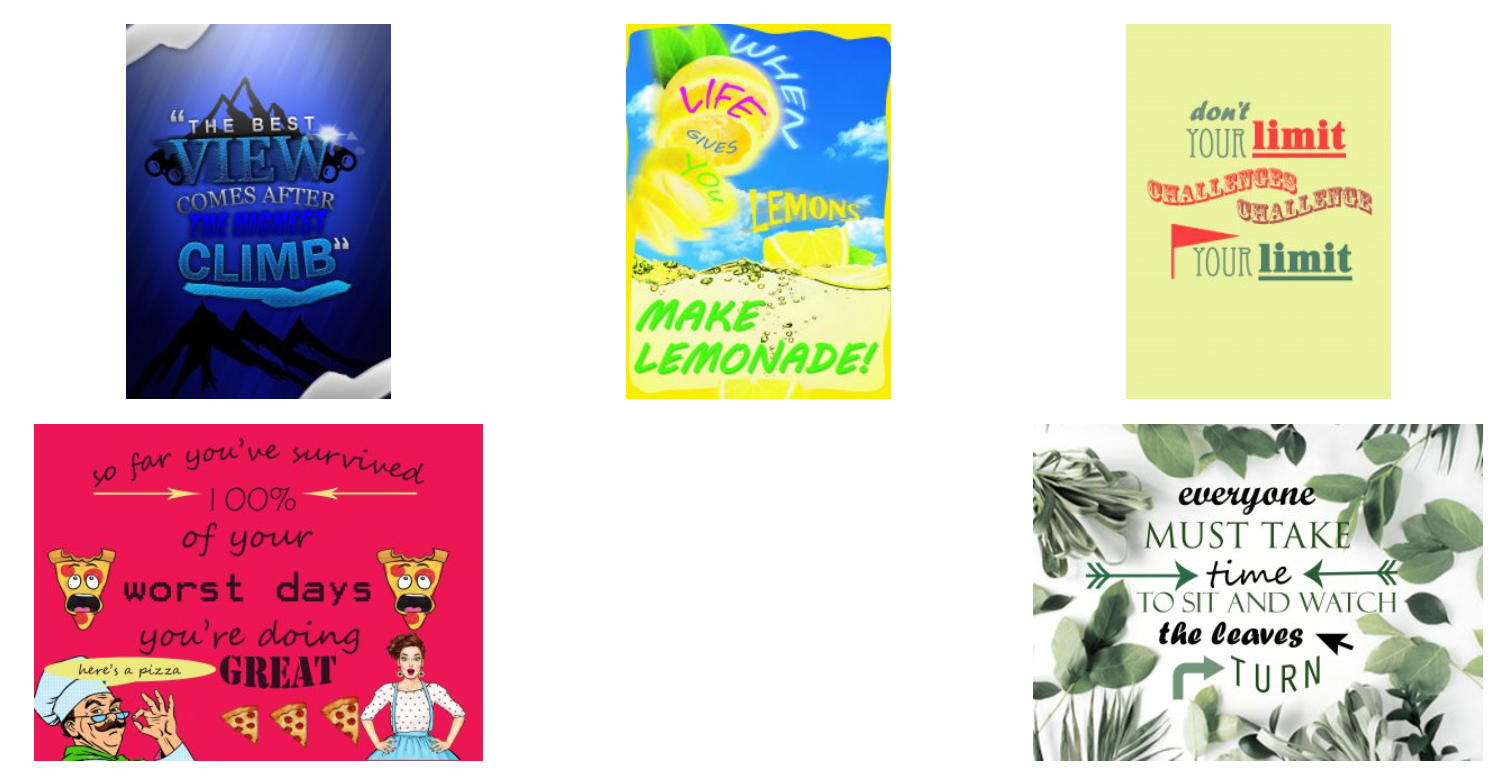 "THE BEST
VIEW
COMES AFTER
THE HIGHEST
CLIMB"
WHEN
LIFE
GIVES
YOU
LEMONS
MAKE
LEMONADE!
don't
YOUR limit
CHALLENGES
CHALLENGE
YOUR limit
so far you've survived
100%
of your
worst days
you're doing
GREAT
here's a pizza
everyone
MUST TAKE
time
TO SIT AND WATCH
the leaves
TURN